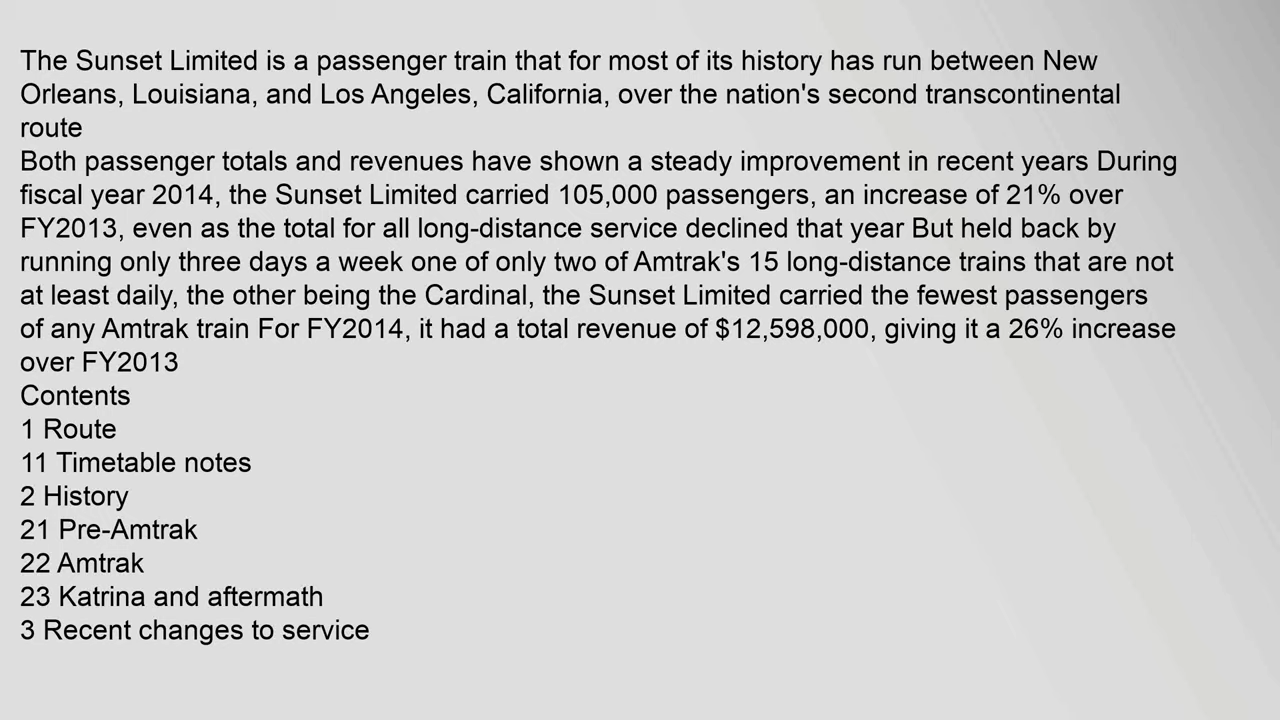 The Sunset Limited is a passenger train that for most of its history has run between New
Orleans, Louisiana, and Los Angeles, California, over the nation's second transcontinental
route
Both passenger totals and revenues have shown a steady improvement in recent years During
fiscal year 2014, the Sunset Limited carried 105,000 passengers, an increase of 21% over
FY2013, even as the total for all long-distance service declined that year But held back by
running only three days a week one of only two of Amtrak's 15 long-distance trains that are not
at least daily, the other being the Cardinal, the Sunset Limited carried the fewest passengers
of any Amtrak train For FY2014, it had a total revenue of $12,598,000, giving it a 26% increase
over FY2013
Contents
1 Route
11 Timetable notes
2 History
21 Pre-Amtrak
22 Amtrak
23 Katrina and aftermath
3 Recent changes to service